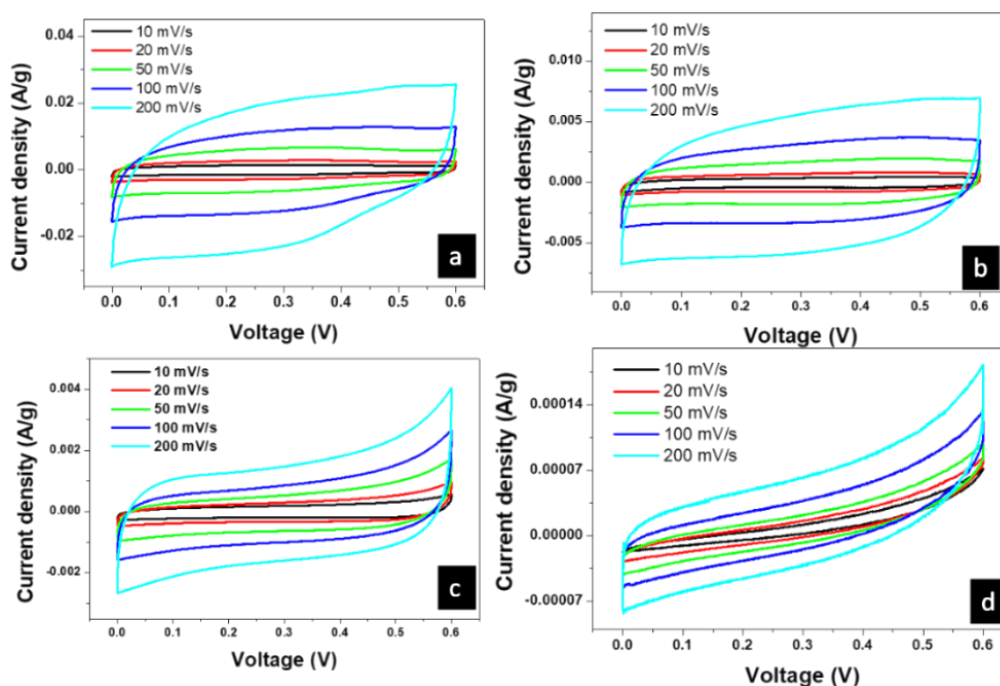 10 mV/s
20 mV/s
50 mV/s
100 mV/s
200 mV/s
0.04
0.02
0.00
-0.02
Current density (A/g)
a
0.0 0.1 0.2 0.3 0.4 0.5 0.6
Voltage (V)
10 mV/s
20 mV/s
50 mV/s
100 mV/s
200 mV/s
0.010
0.005
0.000
-0.005
Current density (A/g)
b
0.0 0.1 0.2 0.3 0.4 0.5 0.6
Voltage (V)
10 mV/s
20 mV/s
50 mV/s
100 mV/s
200 mV/s
0.004
0.002
0.000
-0.002
Current density (A/g)
c
0.0 0.1 0.2 0.3 0.4 0.5 0.6
Voltage (V)
10 mV/s
20 mV/s
50 mV/s
100 mV/s
200 mV/s
0.00014
0.00007
0.00000
-0.00007
Current density (A/g)
d
0.0 0.1 0.2 0.3 0.4 0.5 0.6
Voltage (V)